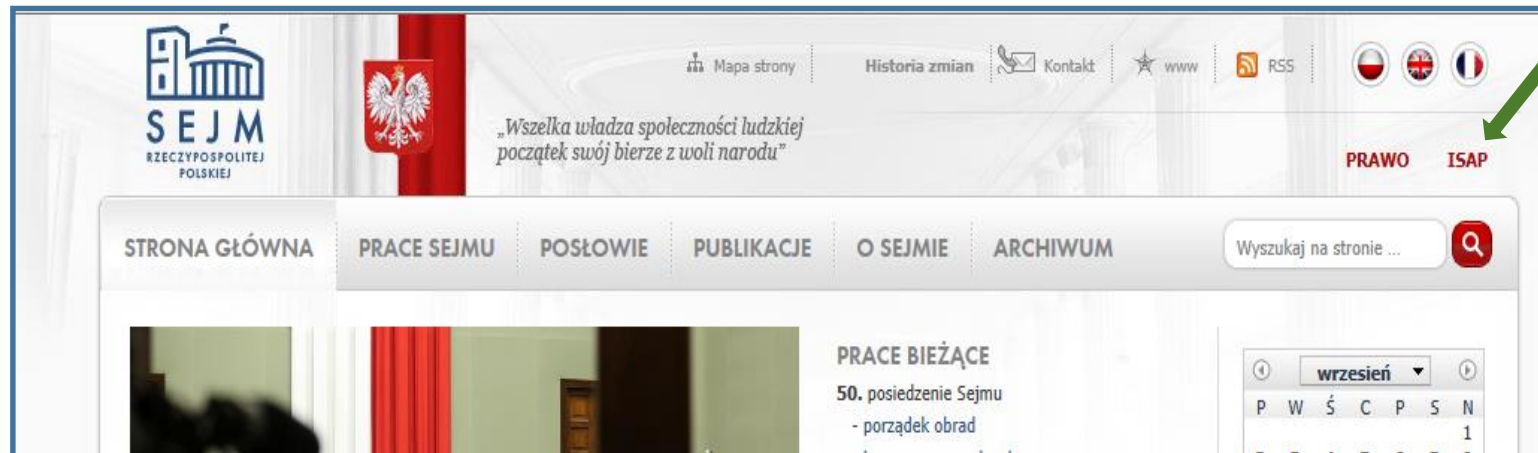 SEJM
RZECZYPOSPOLITEJ
POLSKIEJ
Mapa strony
Historia zmian
Kontakt
www
RSS
„Wszelka władza społeczności ludzkiej
początek swój bierze z woli narodu”
PRAWO ISAP
STRONA GŁÓWNA PRACE SEJMU POSŁOWIE PUBLIKACJE O SEJMIE ARCHIWUM
Wyszukaj na stronie ...
PRACE BIEŻĄCE
50. posiedzenie Sejmu
- porządek obrad
wrzesień
P W Ś C P S N
1